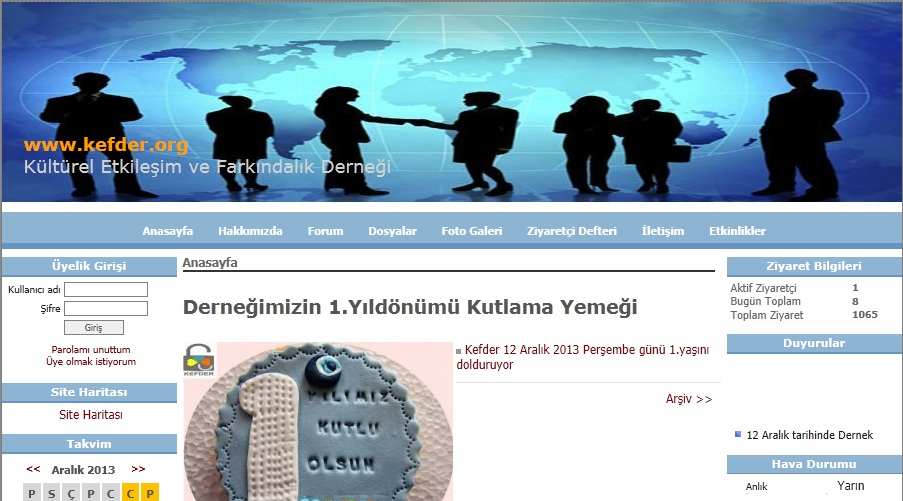 www.kefder.org
Kültürel Etkileşim ve Farkındalık Derneği
Anasayfa Hakkımızda Forum Dosyalar Foto Galeri Ziyaretçi Defteri İletişim Etkinlikler
Üyelik Girişi
Kullanıcı adı
Şifre
Giriş
Parolamı unuttum
Üye olmak istiyorum
Site Haritası
Site Haritası
Takvim
<< Aralık 2013 >>
P S Ç P C C P
Anasayfa
Derneğimizin 1.Yıldönümü Kutlama Yemeği
KEFDER
YILIMIZ
KUTLU
OLSUN
Kefder 12 Aralık 2013 Perşembe günü 1.yaşını
dolduruyor
Arşiv >>
Ziyaret Bilgileri
Aktif Ziyaretçi 1
Bugün Toplam 8
Toplam Ziyaret 1065
Duyurular
12 Aralık tarihinde Dernek
Hava Durumu
Anlık Yarın